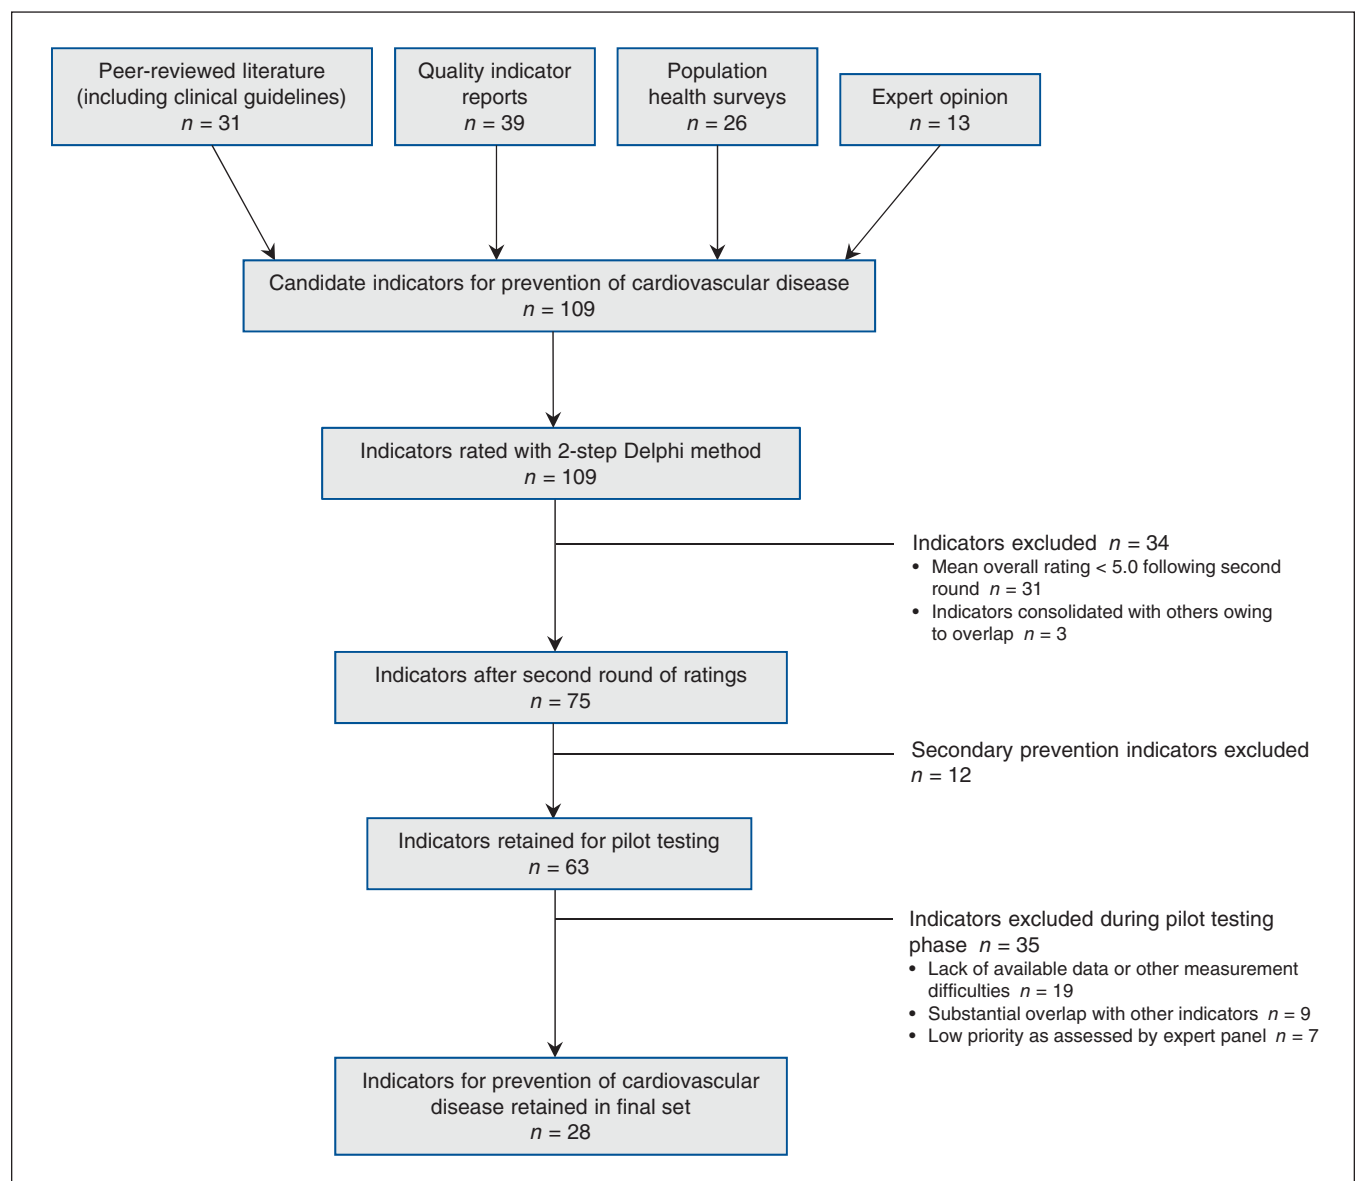 Peer-reviewed literature
(including clinical guidelines)
n = 31
Quality indicator
reports
n = 39
Population
health surveys
n = 26
Expert opinion
n = 13
Candidate indicators for prevention of cardiovascular disease
n = 109
Indicators rated with 2-step Delphi method
n = 109
Indicators excluded n = 34
• Mean overall rating < 5.0 following second
round n = 31
• Indicators consolidated with others owing
to overlap n = 3
Indicators after second round of ratings
n = 75
Secondary prevention indicators excluded
n = 12
Indicators retained for pilot testing
n = 63
Indicators excluded during pilot testing
phase n = 35
• Lack of available data or other measurement
difficulties n = 19
• Substantial overlap with other indicators n = 9
• Low priority as assessed by expert panel n = 7
Indicators for prevention of cardiovascular
disease retained in final set
n = 28